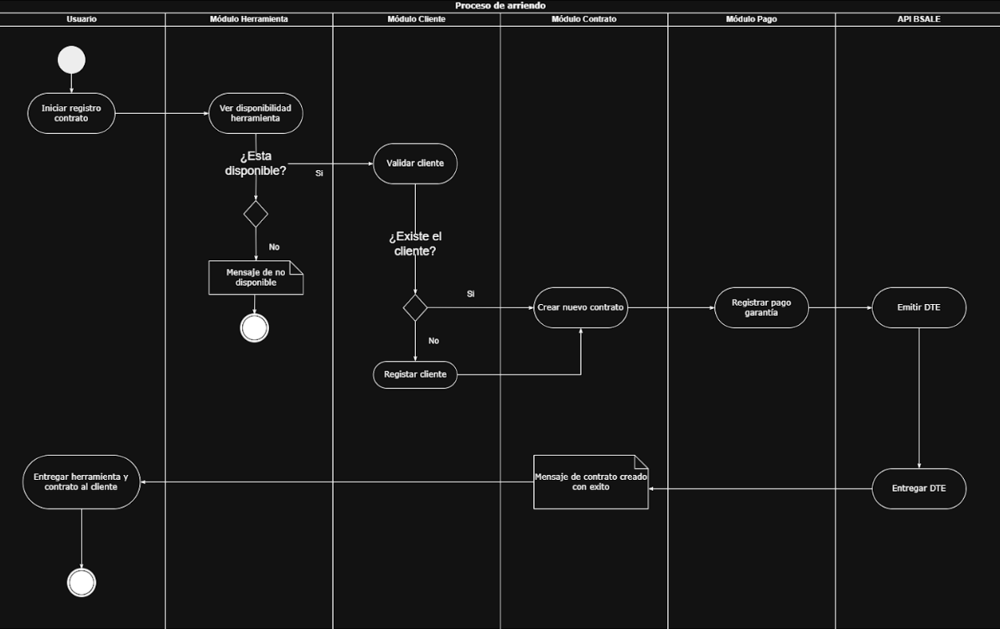 Proceso de arriendo
Usuario
Módulo Herramienta
Módulo Cliente
Módulo Contrato
Módulo Pago
API BSALE
Iniciar registro
contrato
Ver disponibilidad
herramienta
¿Esta
disponible?
Si
Validar cliente
No
Mensaje de no
disponible
¿Existe el
cliente?
Si
Crear nuevo contrato
Registrar pago
garantía
Emitir DTE
No
Registar cliente
Entregar herramienta y
contrato al cliente
Mensaje de contrato creado
con exito
Entregar DTE